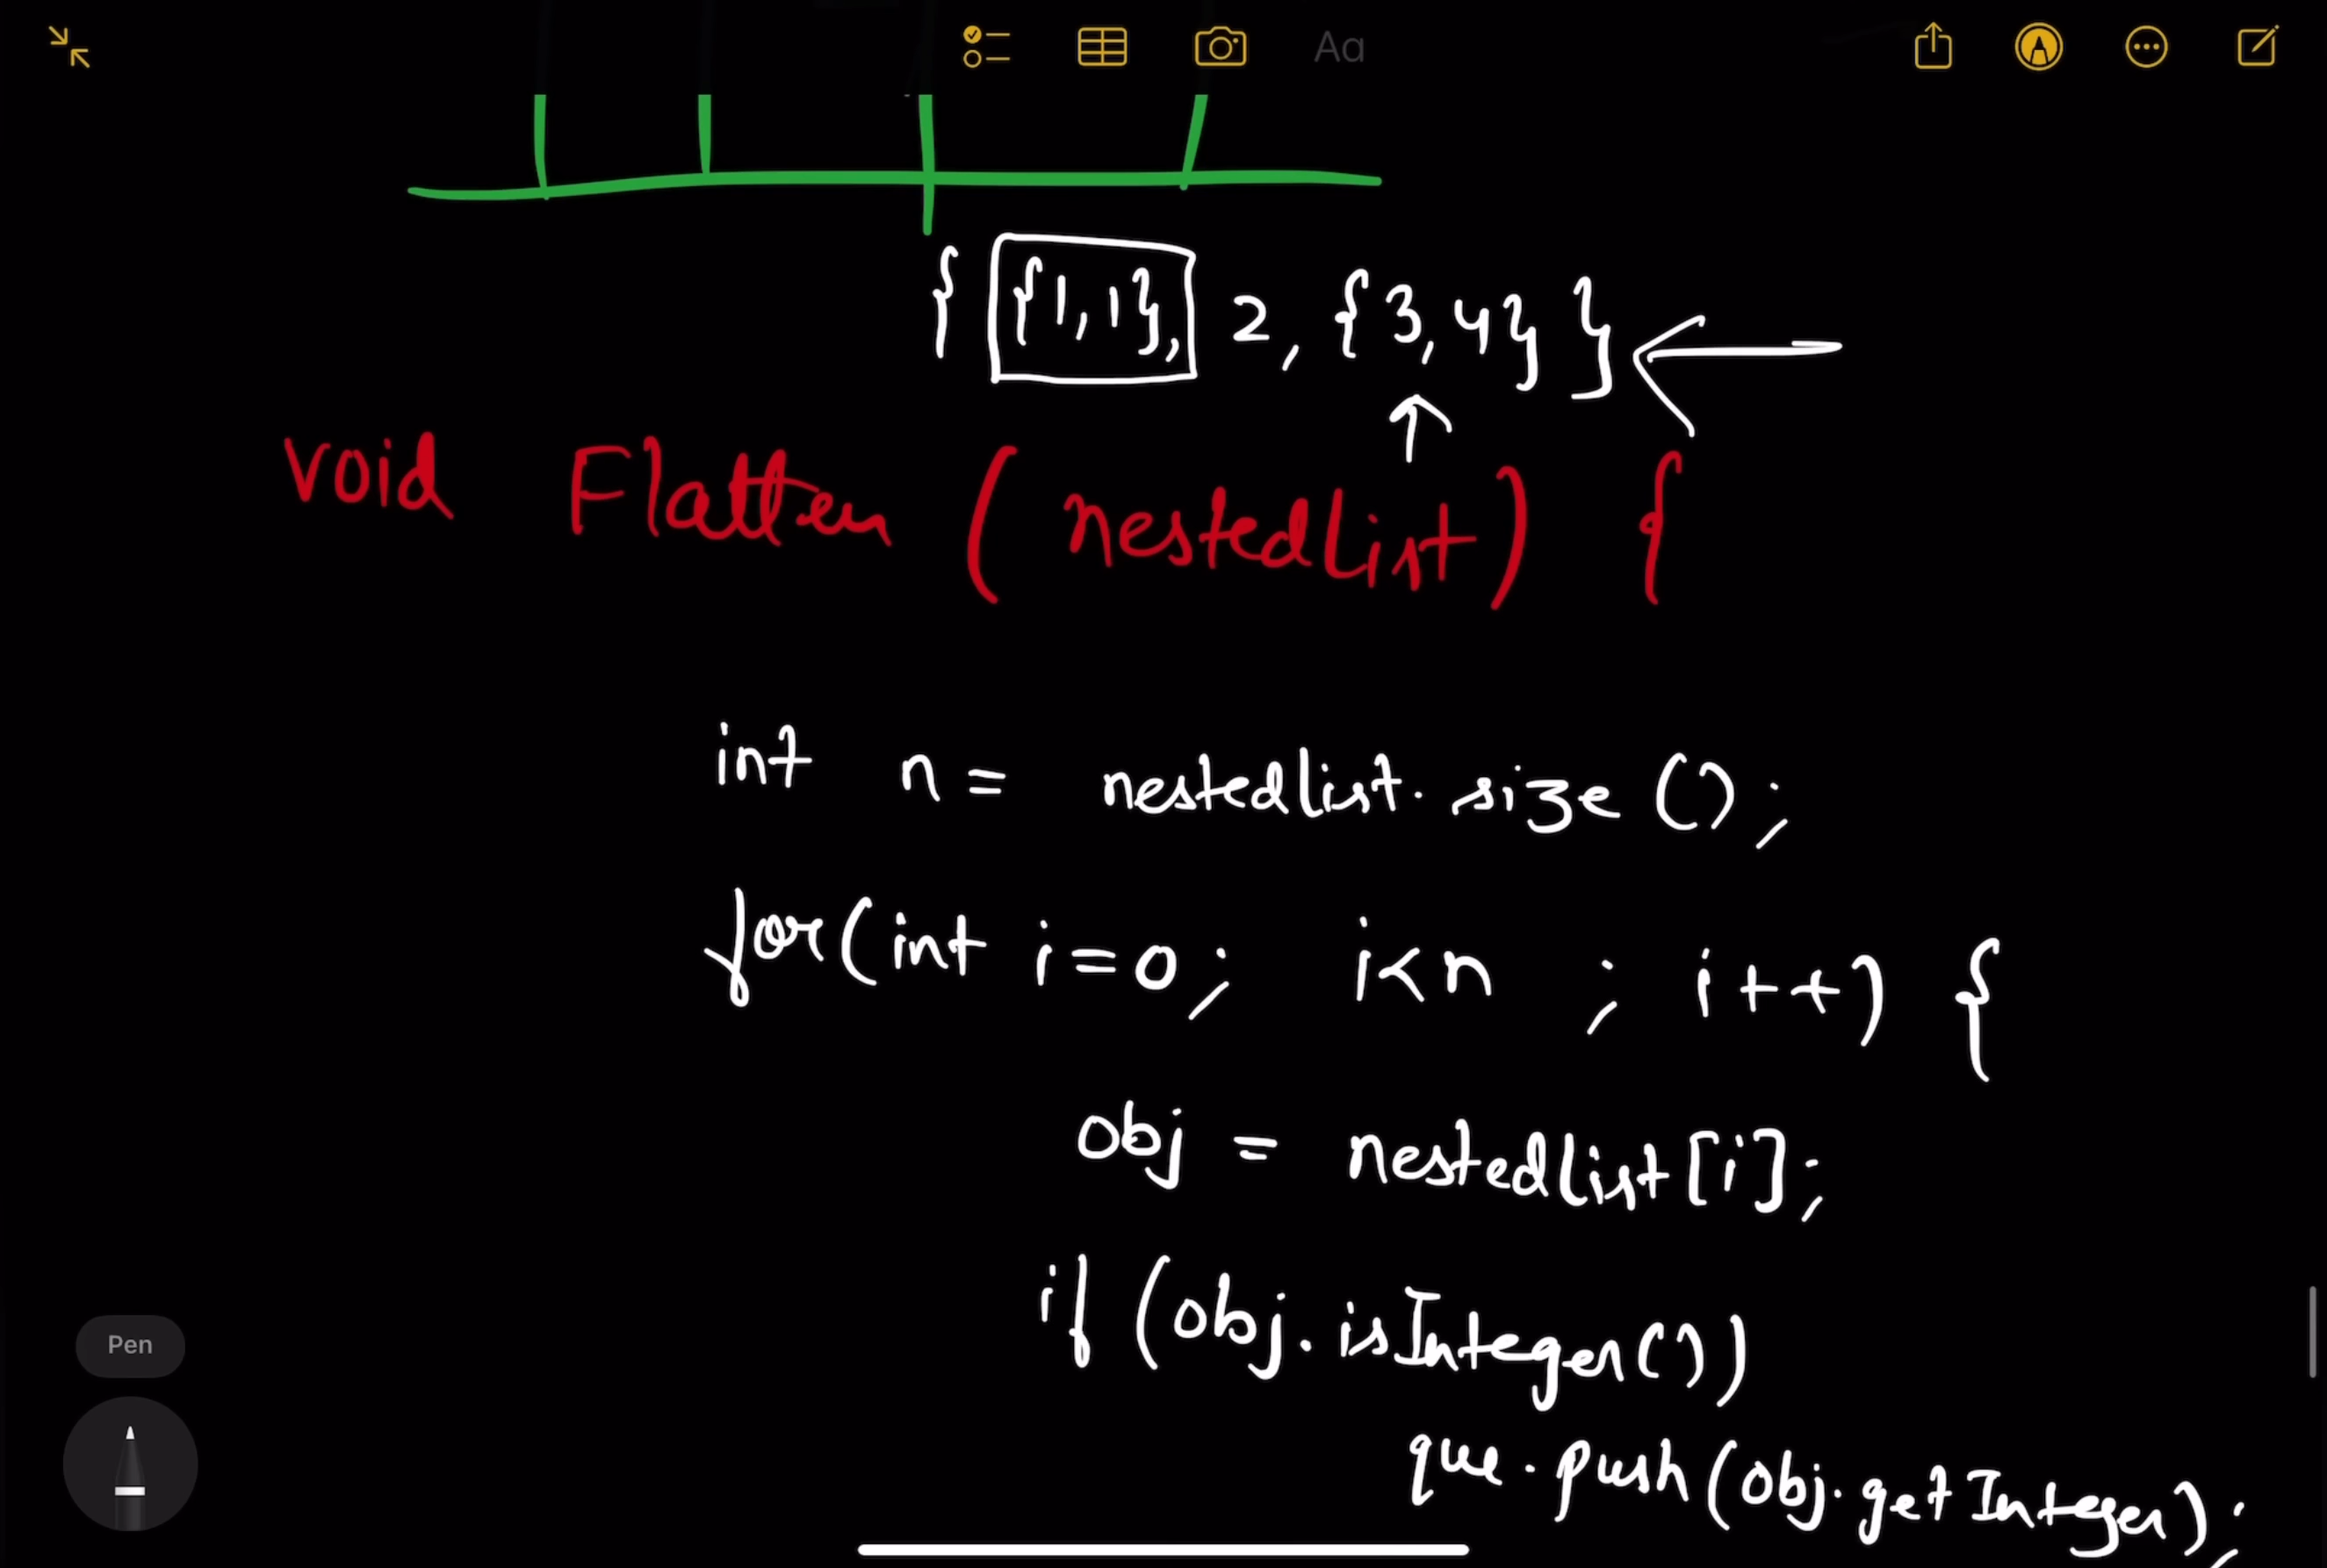 Aa
{ {1,1}, 2, {3,4} }
void Flatten (nestedlist) {
int n = nestedlist.size();
for(int i=0; i<n ; i++) {
obj = nestedlist[i];
if (obj.isInteger())
Pen
que.push(obj.getInteger);